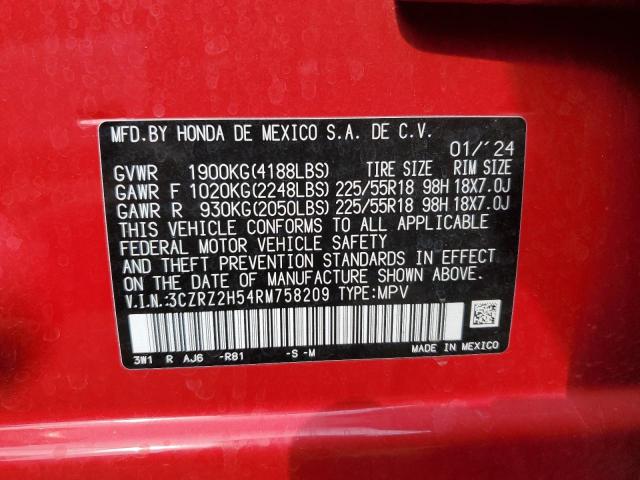 MFD.BY HONDA DE MEXICO S.A. DE C.V.
01/'24
GVWR 1900KG(4188LBS) TIRE SIZE RIM SIZE
GAWR F 1020KG(2248LBS) 225/55R18 98H 18X7.0J
GAWR R 930KG(2050LBS) 225/55R18 98H 18X7.0J
THIS VEHICLE CONFORMS TO ALL APPLICABLE
FEDERAL MOTOR VEHICLE SAFETY
AND THEFT PREVENTION STANDARDS IN EFFECT
ON THE DATE OF MANUFACTURE SHOWN ABOVE.
V.I.N.:3CZRZ2H54RM758209 TYPE:MPV
3W1 R AJ6 -R81 -S -M MADE IN MEXICO